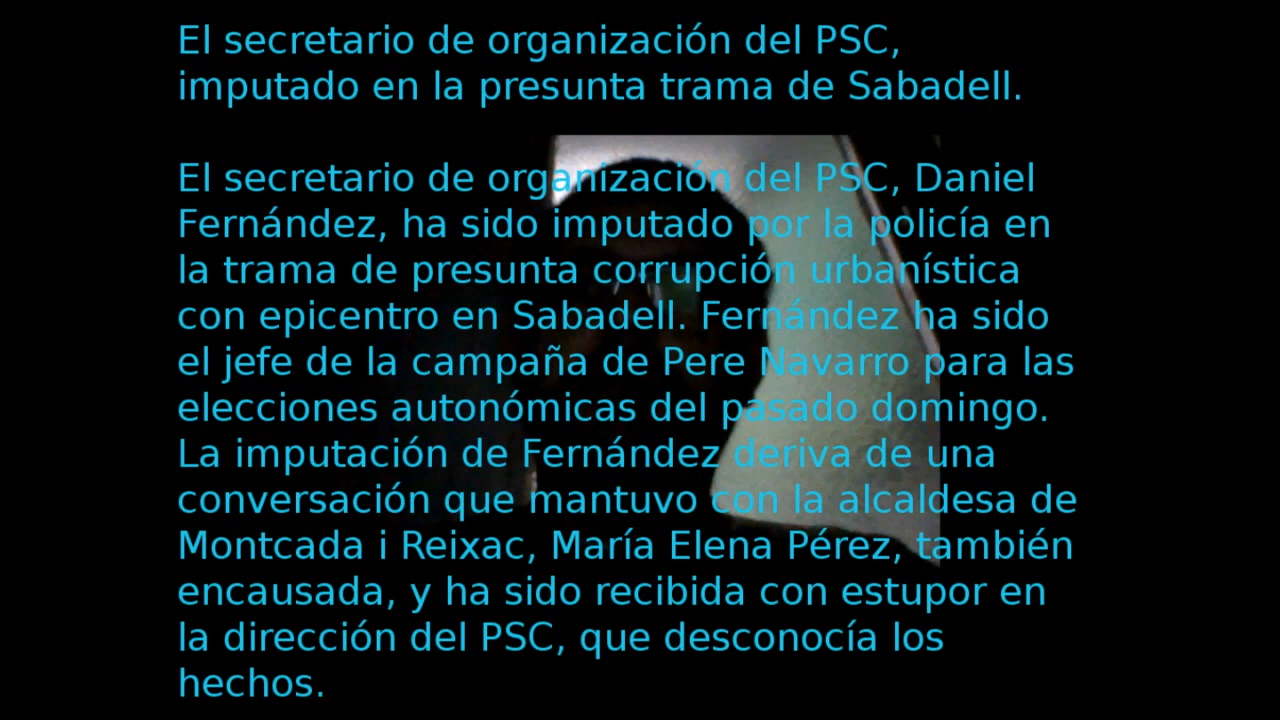 El secretario de organización del PSC,
imputado en la presunta trama de Sabadell.
El secretario de organización del PSC, Daniel
Fernández, ha sido imputado por la policía en
la trama de presunta corrupción urbanística
con epicentro en Sabadell. Fernández ha sido
el jefe de la campaña de Pere Navarro para las
elecciones autonómicas del pasado domingo.
La imputación de Fernández deriva de una
conversación que mantuvo con la alcaldesa de
Montcada i Reixac, María Elena Pérez, también
encausada, y ha sido recibida con estupor en
la dirección del PSC, que desconocía los
hechos.